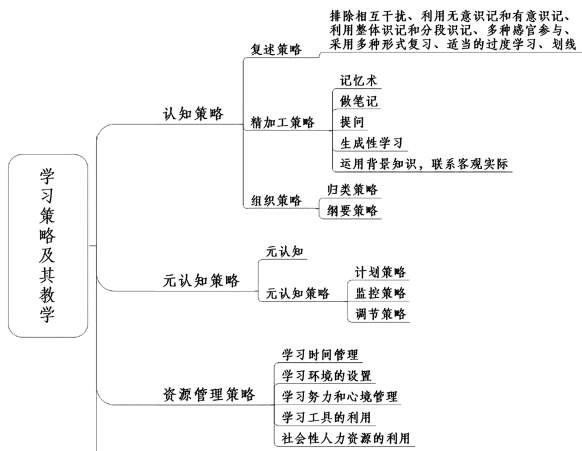 学习策略及其教学
认知策略
复述策略
排除相互干扰、利用无意识记和有意识记、
利用整体识记和分段识记、多种感官参与、
采用多种形式复习、适当的过度学习、划线
精加工策略
记忆术
做笔记
提问
生成性学习
运用背景知识，联系客观实际
组织策略
归类策略
纲要策略
元认知策略
元认知
元认知策略
计划策略
监控策略
调节策略
资源管理策略
学习时间管理
学习环境的设置
学习努力和心境管理
学习工具的利用
社会性人力资源的利用